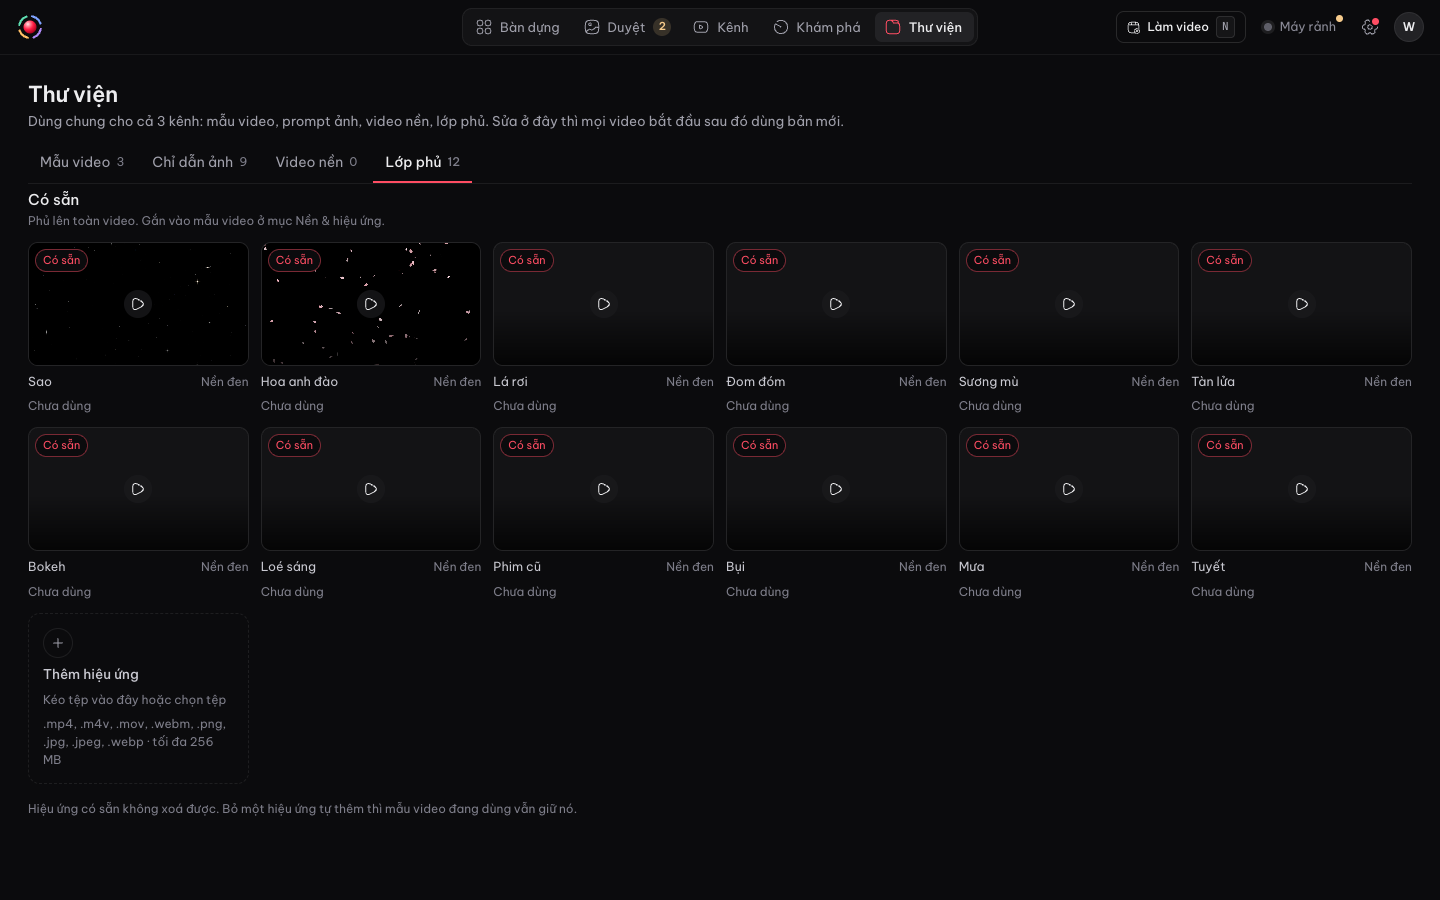 Bàn dựng
Duyệt 2
Kênh
Khám phá
Thư viện
Làm video N
Máy rảnh
W
Thư viện
Dùng chung cho cả 3 kênh: mẫu video, prompt ảnh, video nền, lớp phủ. Sửa ở đây thì mọi video bắt đầu sau đó dùng bản mới.
Mẫu video 3
Chỉ dẫn ảnh 9
Video nền 0
Lớp phủ 12
Có sẵn
Phủ lên toàn video. Gắn vào mẫu video ở mục Nền & hiệu ứng.
Có sẵn
Có sẵn
Có sẵn
Có sẵn
Có sẵn
Có sẵn
Sao Nền đen
Hoa anh đào Nền đen
Lá rơi Nền đen
Đom đóm Nền đen
Sương mù Nền đen
Tàn lửa Nền đen
Chưa dùng
Chưa dùng
Chưa dùng
Chưa dùng
Chưa dùng
Chưa dùng
Có sẵn
Có sẵn
Có sẵn
Có sẵn
Có sẵn
Có sẵn
Bokeh Nền đen
Loé sáng Nền đen
Phim cũ Nền đen
Bụi Nền đen
Mưa Nền đen
Tuyết Nền đen
Chưa dùng
Chưa dùng
Chưa dùng
Chưa dùng
Chưa dùng
Chưa dùng
Thêm hiệu ứng
Kéo tệp vào đây hoặc chọn tệp
.mp4, .m4v, .mov, .webm, .png,
.jpg, .jpeg, .webp · tối đa 256
MB
Hiệu ứng có sẵn không xoá được. Bỏ một hiệu ứng tự thêm thì mẫu video đang dùng vẫn giữ nó.